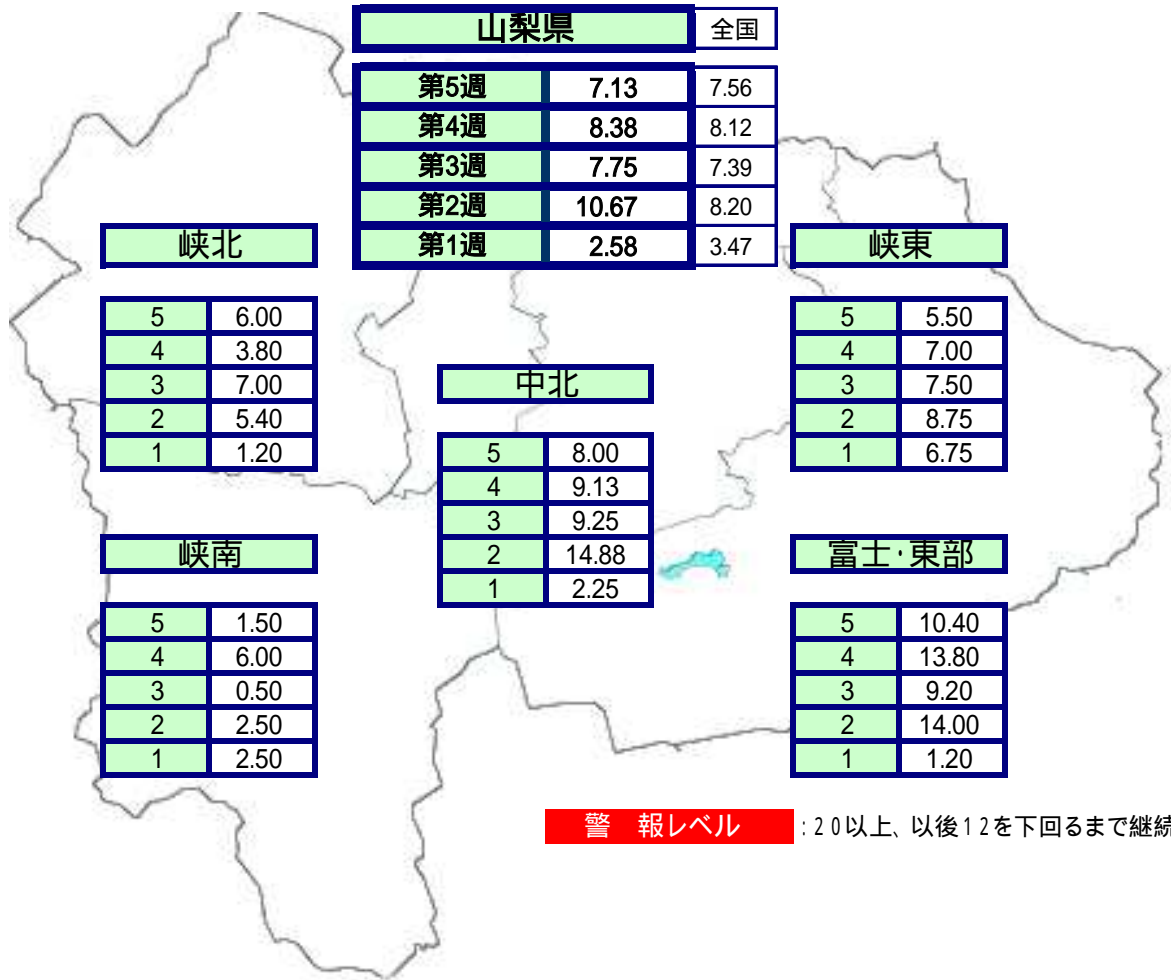 山梨県 全国
第5週 7.13 7.56
第4週 8.38 8.12
第3週 7.75 7.39
第2週 10.67 8.20
第1週 2.58 3.47
峡北
5 6.00
4 3.80
3 7.00
2 5.40
1 1.20
峡東
5 5.50
4 7.00
3 7.50
2 8.75
1 6.75
中北
5 8.00
4 9.13
3 9.25
2 14.88
1 2.25
峡南
5 1.50
4 6.00
3 0.50
2 2.50
1 2.50
富士・東部
5 10.40
4 13.80
3 9.20
2 14.00
1 1.20
警 報レベル :20以上、以後12を下回るまで継続